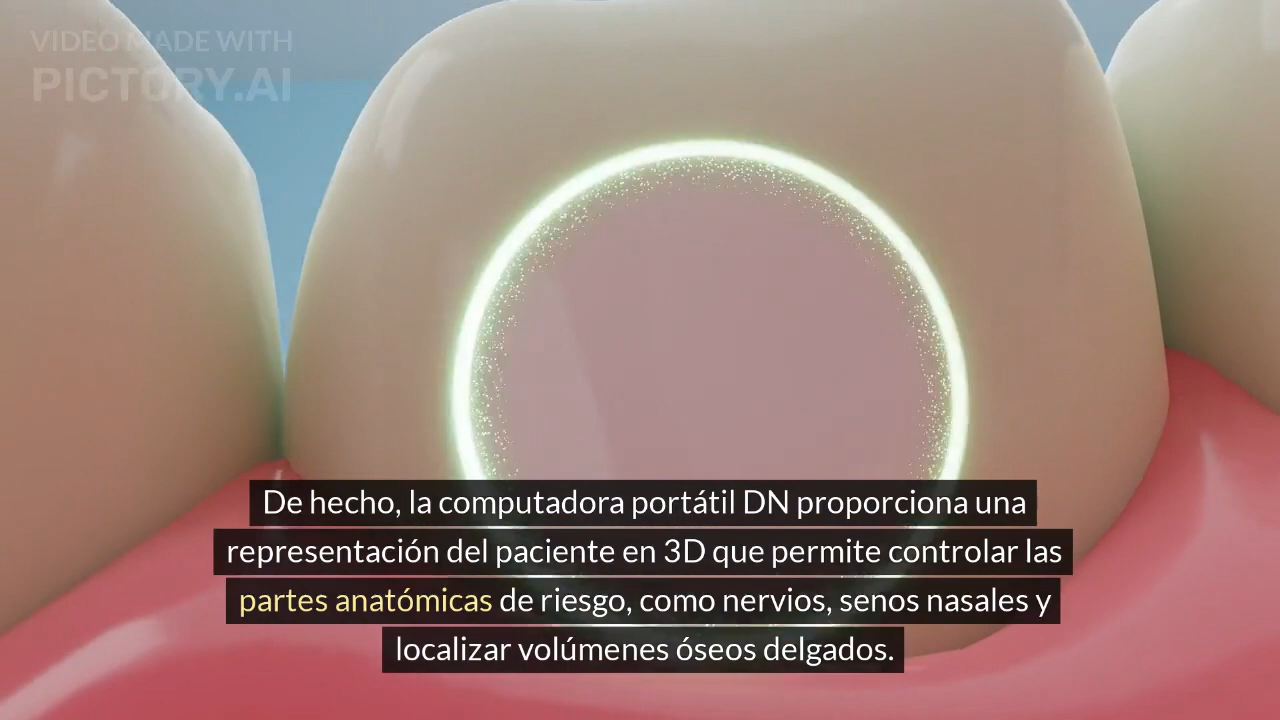 VIDEO MADE WITH
PICTORY.AI
De hecho, la computadora portátil DN proporciona una
representación del paciente en 3D que permite controlar las
partes anatómicas de riesgo, como nervios, senos nasales y
localizar volúmenes óseos delgados.